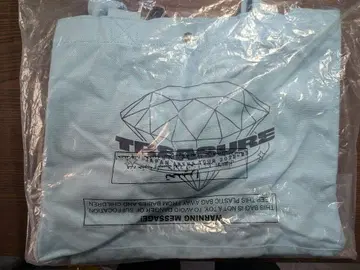 TREASURE
WARNING MESSAGE:
THIS BAG IS NOT A TOY, TO AVOID DANGER OF SUFFOCATION,
KEEP THIS PLASTIC BAG AWAY FROM BABIES AND CHILDREN.